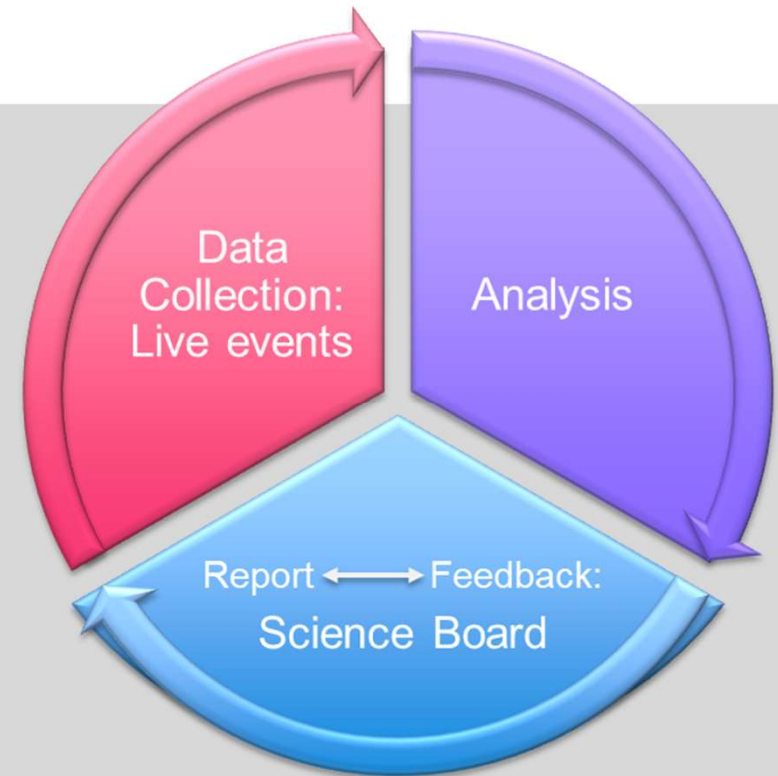 Data
Collection:
Live events
Analysis
Report ⟷ Feedback:
Science Board